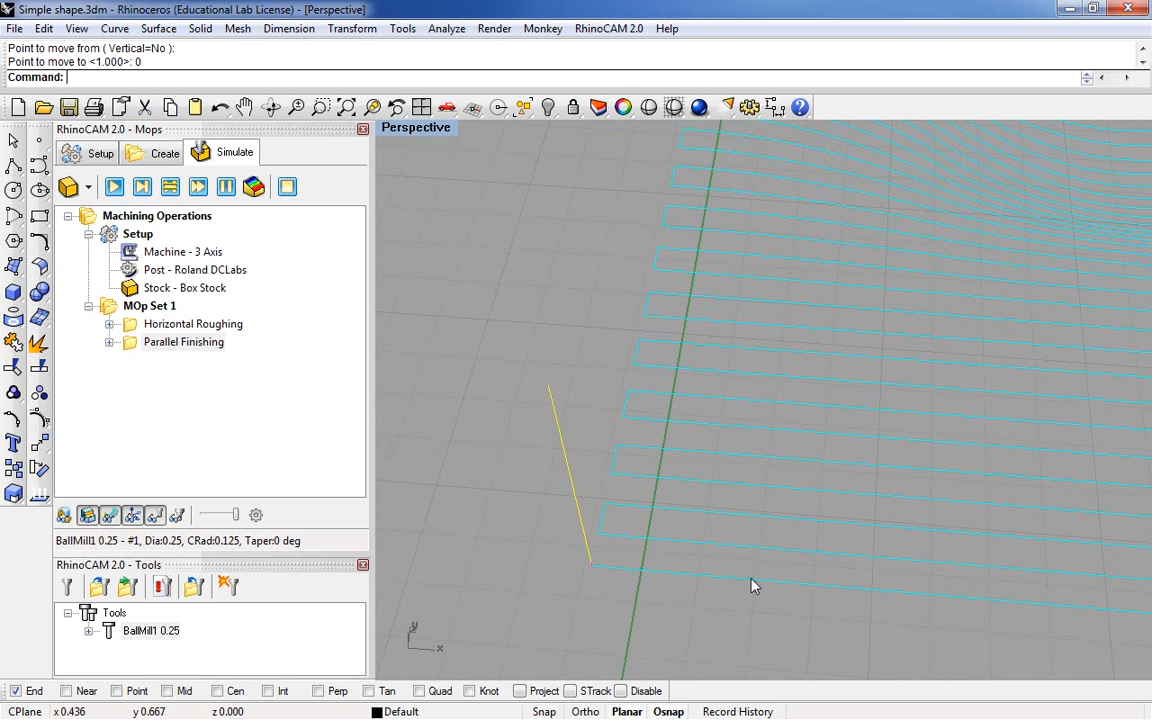 Simple shape.3dm - Rhinoceros (Educational Lab License) - [Perspective]
File Edit View Curve Surface Solid Mesh Dimension Transform Tools Analyze Render Monkey RhinoCAM 2.0 Help
Point to move from ( Vertical=No ):
Point to move to <1.000>: 0
Command:
RhinoCAM 2.0 - Mops
Perspective
Setup Create Simulate
Machining Operations
Setup
Machine - 3 Axis
Post - Roland DCLabs
Stock - Box Stock
MOp Set 1
Horizontal Roughing
Parallel Finishing
BallMill1 0.25 - #1, Dia:0.25, CRad:0.125, Taper:0 deg
RhinoCAM 2.0 - Tools
Tools
BallMill1 0.25
y
x
End Near Point Mid Cen Int Perp Tan Quad Knot Project STrack Disable
CPlane x 0.436 y 0.667 z 0.000 Default Snap Ortho Planar Osnap Record History